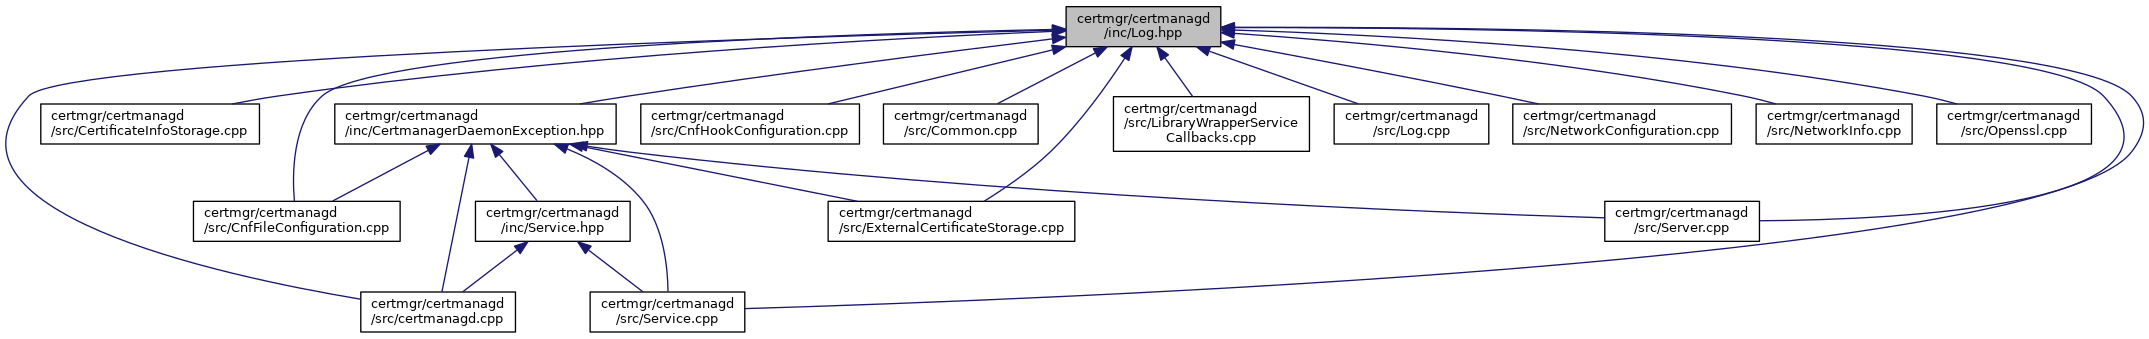 certmgr/certmanagd
/inc/Log.hpp
certmgr/certmanagd
/src/CertificateInfoStorage.cpp
certmgr/certmanagd
/inc/CertmanagerDaemonException.hpp
certmgr/certmanagd
/src/CnfHookConfiguration.cpp
certmgr/certmanagd
/src/Common.cpp
certmgr/certmanagd
/src/LibraryWrapperService
Callbacks.cpp
certmgr/certmanagd
/src/Log.cpp
certmgr/certmanagd
/src/NetworkConfiguration.cpp
certmgr/certmanagd
/src/NetworkInfo.cpp
certmgr/certmanagd
/src/Openssl.cpp
certmgr/certmanagd
/src/CnfFileConfiguration.cpp
certmgr/certmanagd
/inc/Service.hpp
certmgr/certmanagd
/src/ExternalCertificateStorage.cpp
certmgr/certmanagd
/src/Server.cpp
certmgr/certmanagd
/src/certmanagd.cpp
certmgr/certmanagd
/src/Service.cpp